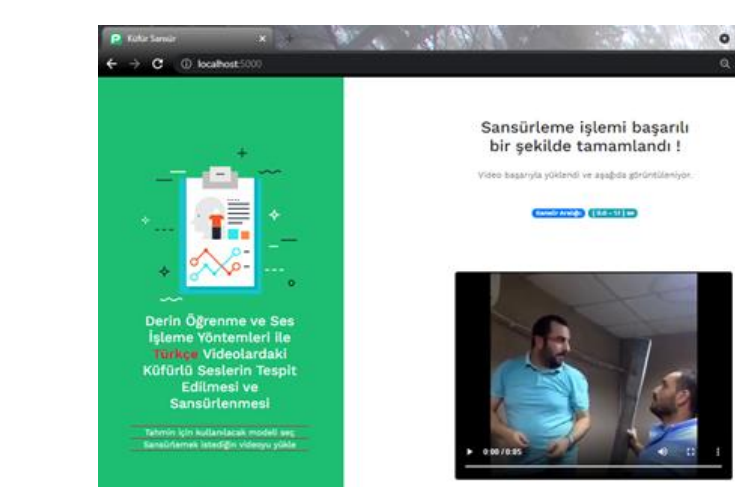 Küfür Sansür
localhost:5000
Derin Öğrenme ve Ses
İşleme Yöntemleri ile
Türkçe Videolardaki
Küfürlü Seslerin Tespit
Edilmesi ve
Sansürlenmesi
Tahmin için kullanılacak modeli seç
Sansürlemek istediğin videoyu yükle
Sansürleme işlemi başarılı
bir şekilde tamamlandı !
Video başarıyla yüklendi ve aşağıda görüntüleniyor.
Sansür Aralığı
0:00 / 0:05